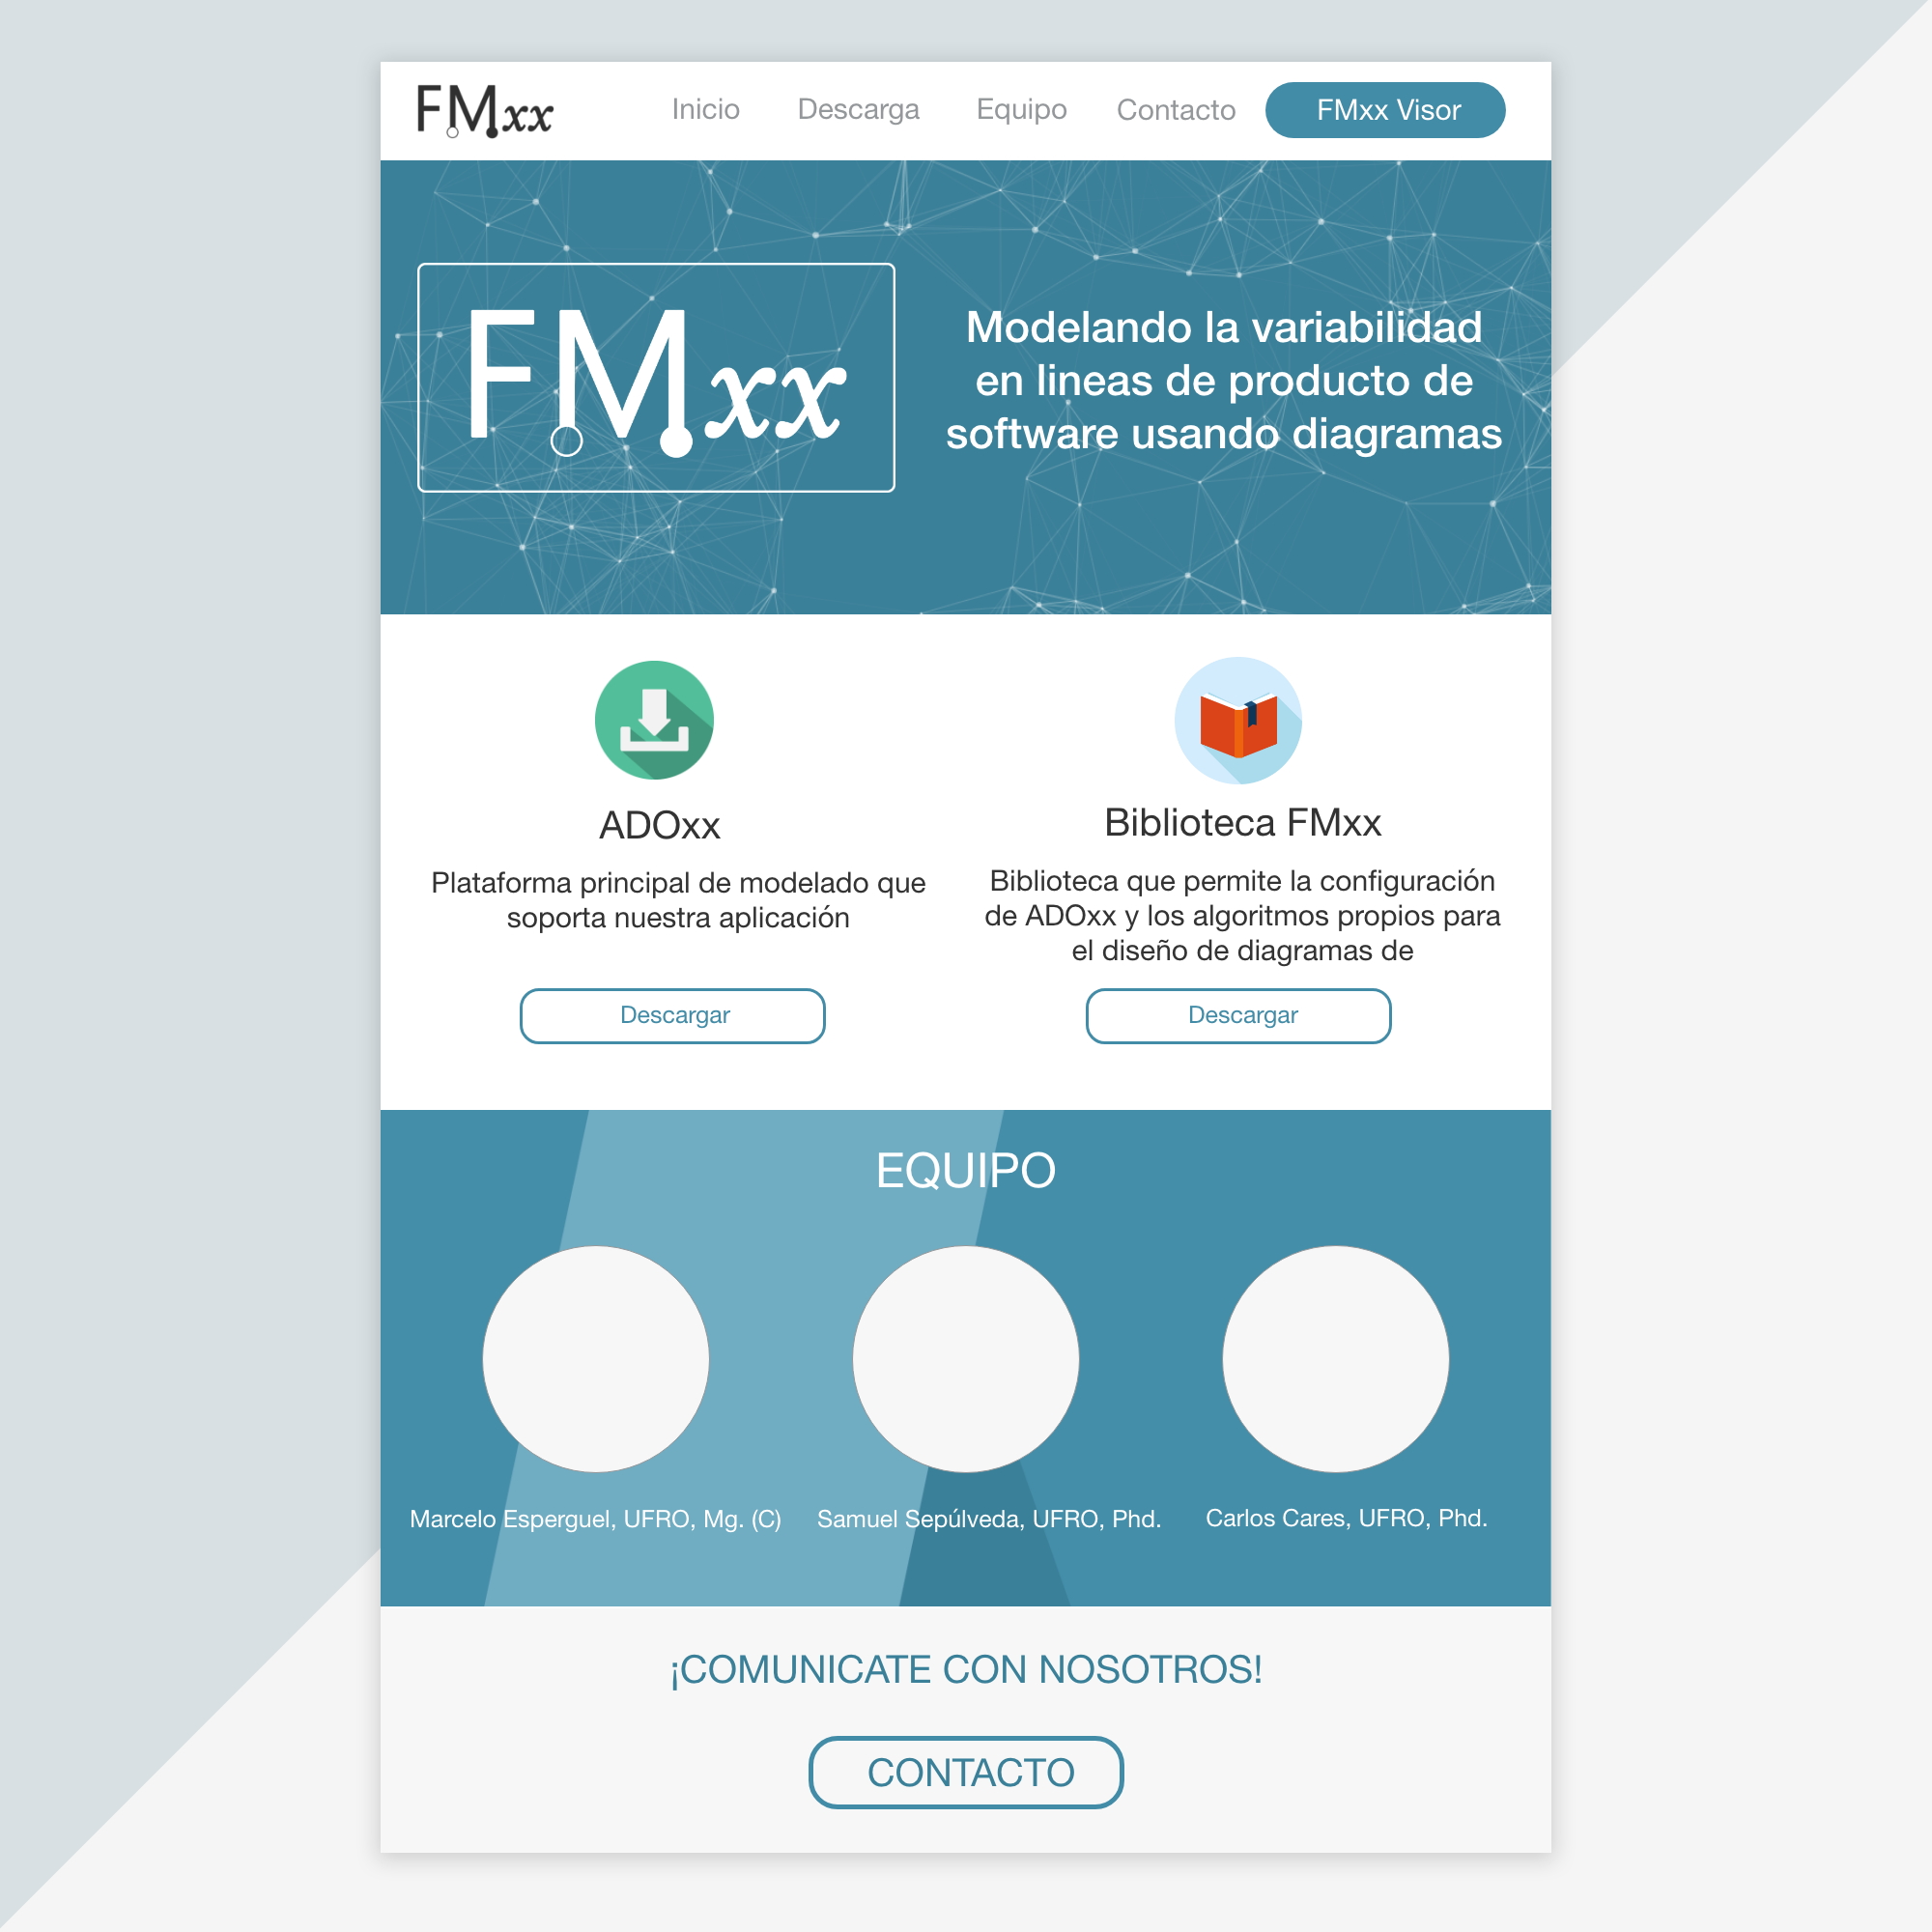 FMxx
Inicio Descarga Equipo Contacto FMxx Visor
FMxx
Modelando la variabilidad
en lineas de producto de
software usando diagramas
ADOxx
Plataforma principal de modelado que
soporta nuestra aplicación
Descargar
Biblioteca FMxx
Biblioteca que permite la configuración
de ADOxx y los algoritmos propios para
el diseño de diagramas de
Descargar
EQUIPO
Marcelo Esperguel, UFRO, Mg. (C)
Samuel Sepúlveda, UFRO, Phd.
Carlos Cares, UFRO, Phd.
¡COMUNICATE CON NOSOTROS!
CONTACTO